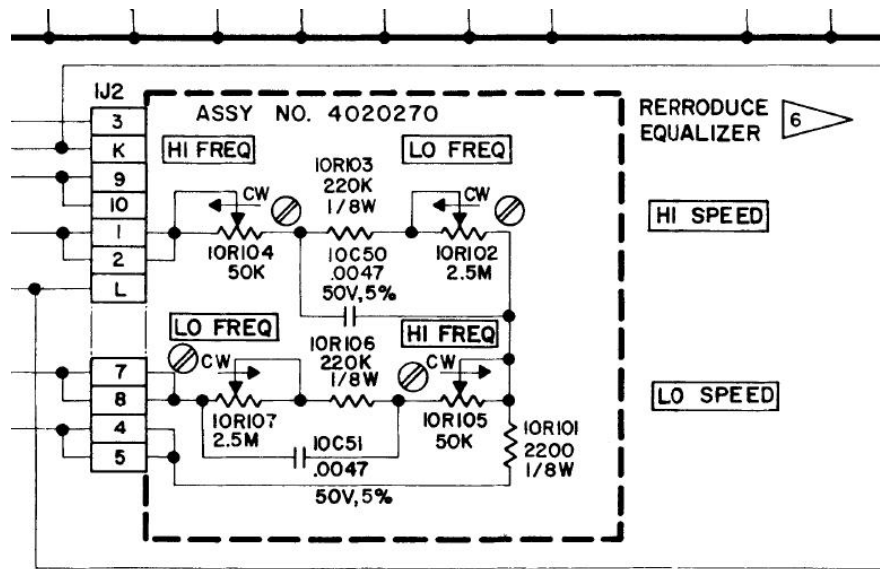 1J2
ASSY NO. 4020270
RERRODUCE
EQUALIZER
6
3
K
9
10
1
2
L
HI FREQ
LO FREQ
10R103
220K
1/8W
CW
CW
10R104
50K
10C50
.0047
50V,5%
10R102
2.5M
HI SPEED
LO FREQ
HI FREQ
7
8
4
5
CW
10R106
220K
1/8W
CW
10R107
2.5M
10C51
.0047
50V,5%
10R105
50K
10R101
2200
1/8W
LO SPEED